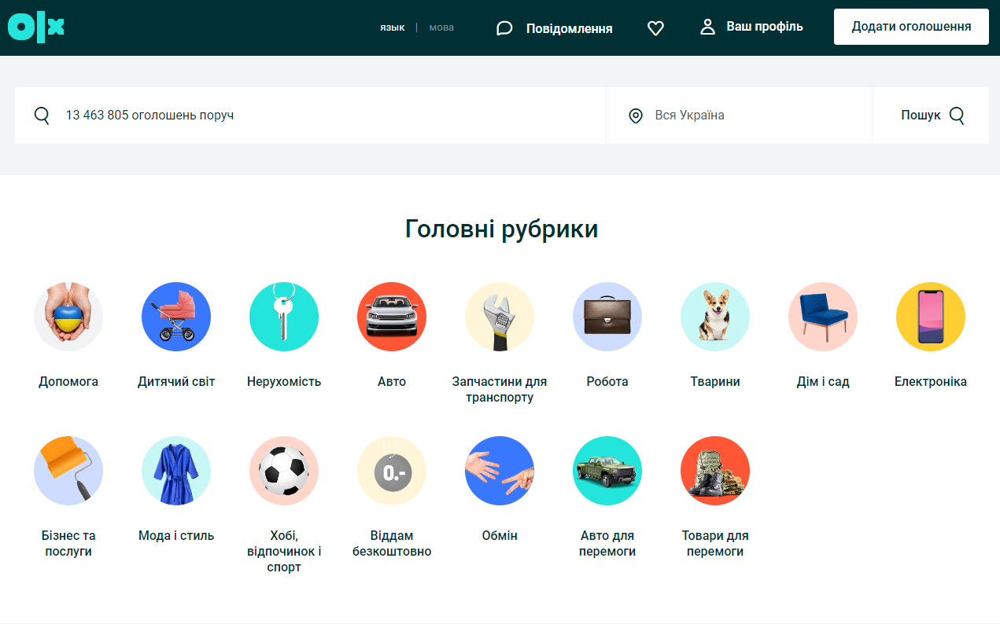 olx
язык | мова
Повідомлення
Ваш профіль
Додати оголошення
13 463 805 оголошень поруч
Вся Україна
Пошук
Головні рубрики
Допомога
Дитячий світ
Нерухомість
Авто
Запчастини для
транспорту
Робота
Тварини
Дім і сад
Електроніка
Бізнес та
послуги
Мода і стиль
Хобі,
відпочинок і
спорт
0.-
Віддам
безкоштовно
Обмін
Авто для
перемоги
Товари для
перемоги